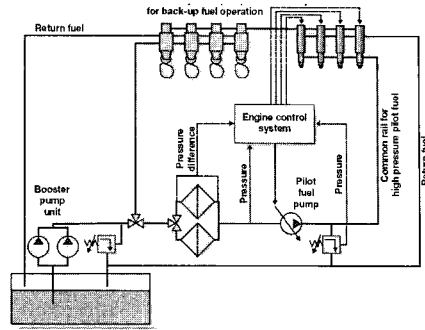 for back-up fuel operation
Return fuel
Engine control
system
Pressure
difference
Pressure
Pressure
Common rail for
high pressure pilot fuel
Return fuel
Booster
pump
unit
Pilot
fuel
pump